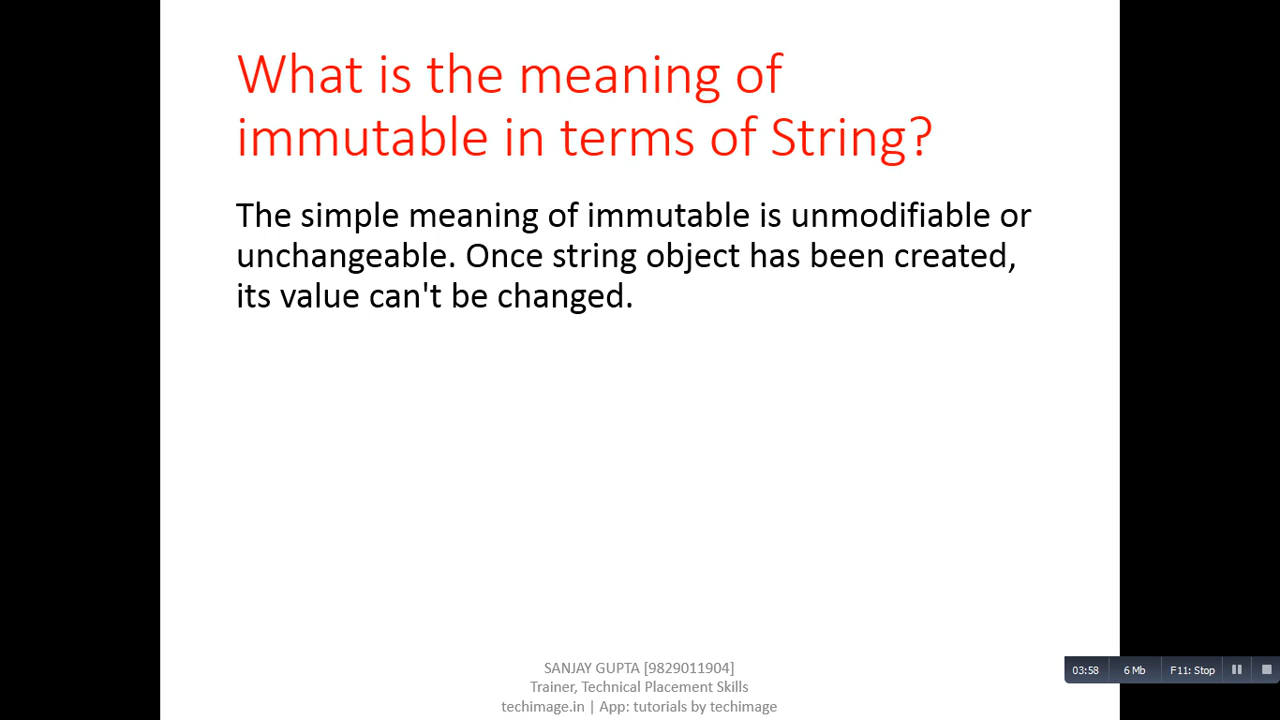 What is the meaning of
immutable in terms of String?
The simple meaning of immutable is unmodifiable or
unchangeable. Once string object has been created,
its value can't be changed.
SANJAY GUPTA [9829011904]
Trainer, Technical Placement Skills
techimage.in | App: tutorials by techimage
03:58 6 Mb F11: Stop